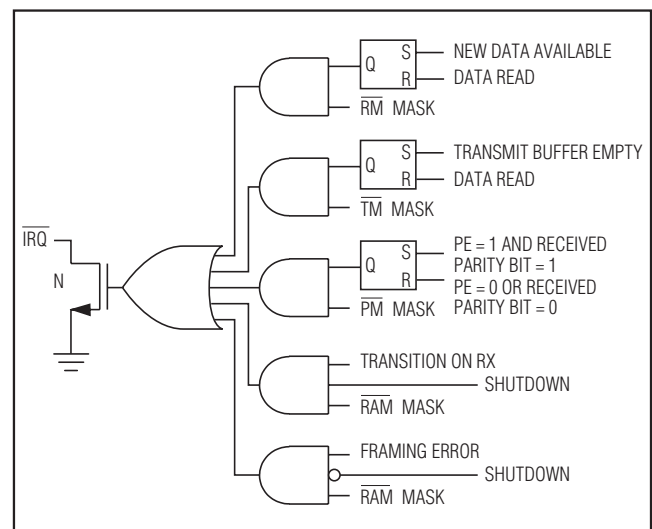 S NEW DATA AVAILABLE
Q
R DATA READ
RM MASK
S TRANSMIT BUFFER EMPTY
Q
R DATA READ
TM MASK
IRQ
N
S PE = 1 AND RECEIVED
PARITY BIT = 1
Q
R PE = 0 OR RECEIVED
PARITY BIT = 0
PM MASK
TRANSITION ON RX
SHUTDOWN
RAM MASK
FRAMING ERROR
SHUTDOWN
RAM MASK